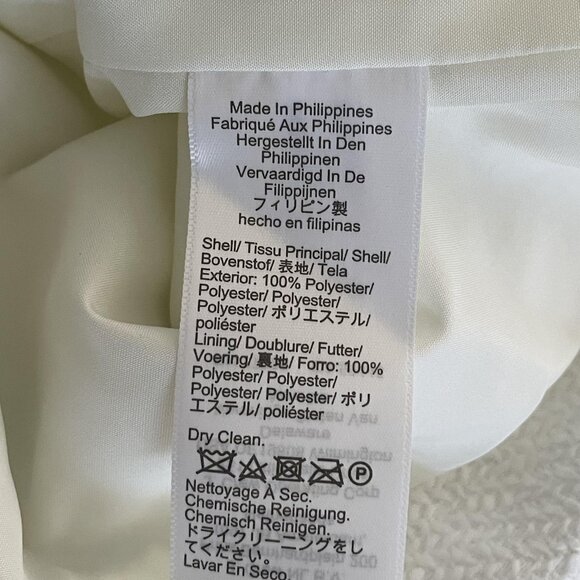 Made In Philippines
Fabriqué Aux Philippines
Hergestellt In Den
Philippinen
Vervaardigd In De
Filippijnen
フィリピン製
hecho en filipinas
Shell/ Tissu Principal/ Shell/
Bovenstof/ 表地/ Tela
Exterior: 100% Polyester/
Polyester/ Polyester/
Polyester/ ポリエステル/
poliéster
Lining/ Doublure/ Futter/
Voering/ 裏地/ Forro: 100%
Polyester/ Polyester/
Polyester/ Polyester/ ポリ
エステル/ poliéster
Dry Clean.
P
Nettoyage À Sec.
Chemische Reinigung.
Chemisch Reinigen.
ドライクリーニングをし
てください。
Lavar En Seco.